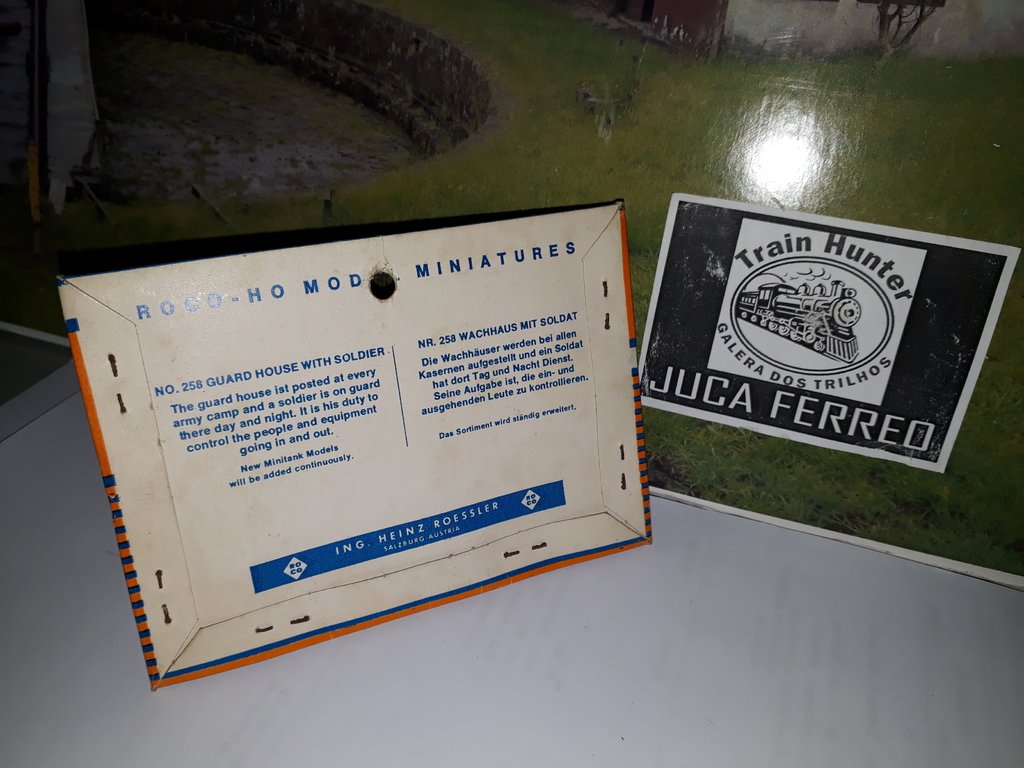 ROCO-HO MOD MINIATURES
NO. 258 GUARD HOUSE WITH SOLDIER
The guard house ist posted at every
army camp and a soldier is on guard
there day and night. It is his duty to
control the people and equipment
going in and out.
New Minitank Models
will be added continuously.
NR. 258 WACHHAUS MIT SOLDAT
Die Wachhäuser werden bei allen
Kasernen aufgestellt und ein Soldat
hat dort Tag und Nacht Dienst.
Seine Aufgabe ist, die ein- und
ausgehenden Leute zu kontrollieren.
Das Sortiment wird ständig erweitert.
RO
CO
ING. HEINZ ROESSLER
SALZBURG AUSTRIA
RO
CO
Train Hunter
GALERA DOS TRILHOS
JUCA FERREO